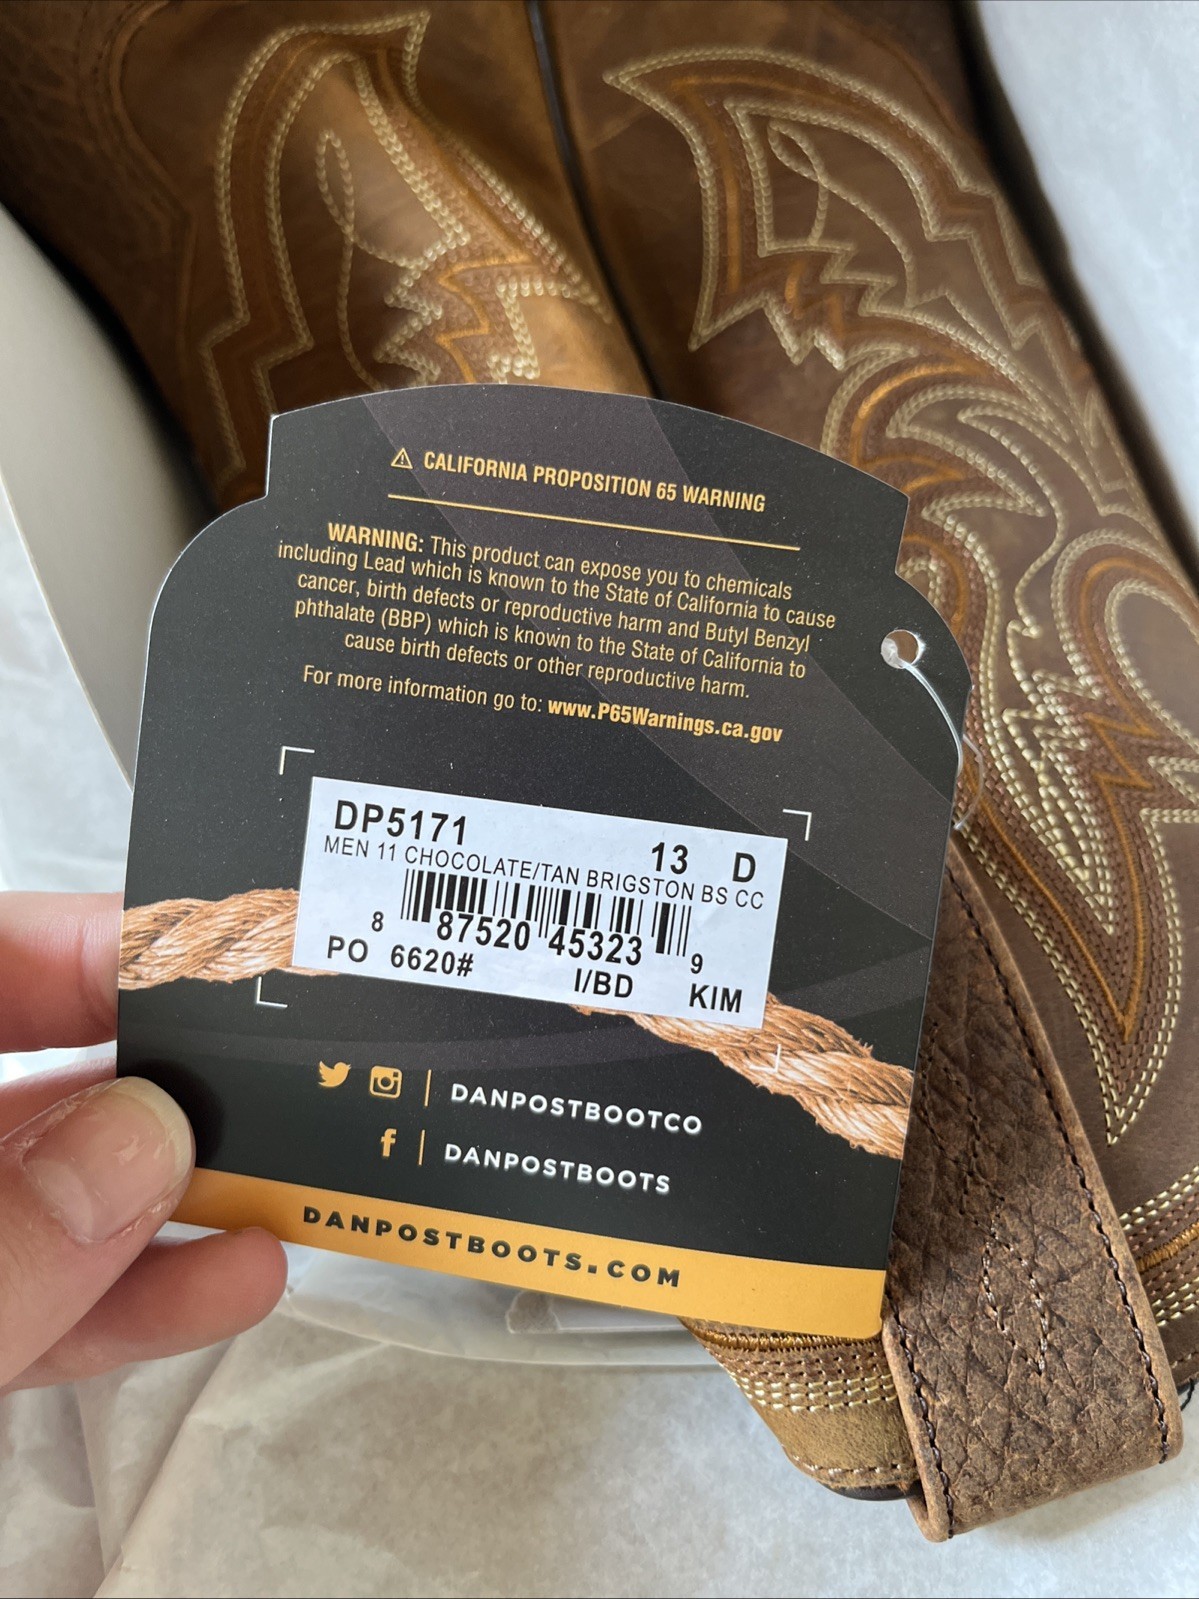 ⚠ CALIFORNIA PROPOSITION 65 WARNING
WARNING: This product can expose you to chemicals
including Lead which is known to the State of California to cause
cancer, birth defects or reproductive harm and Butyl Benzyl
phthalate (BBP) which is known to the State of California to
cause birth defects or other reproductive harm.
For more information go to: www.P65Warnings.ca.gov
DP5171 13 D
MEN 11 CHOCOLATE/TAN BRIGSTON BS CC
8 87520 45323 9
PO 6620# I/BD KIM
DANPOSTBOOTCO
f | DANPOSTBOOTS
DANPOSTBOOTS.COM